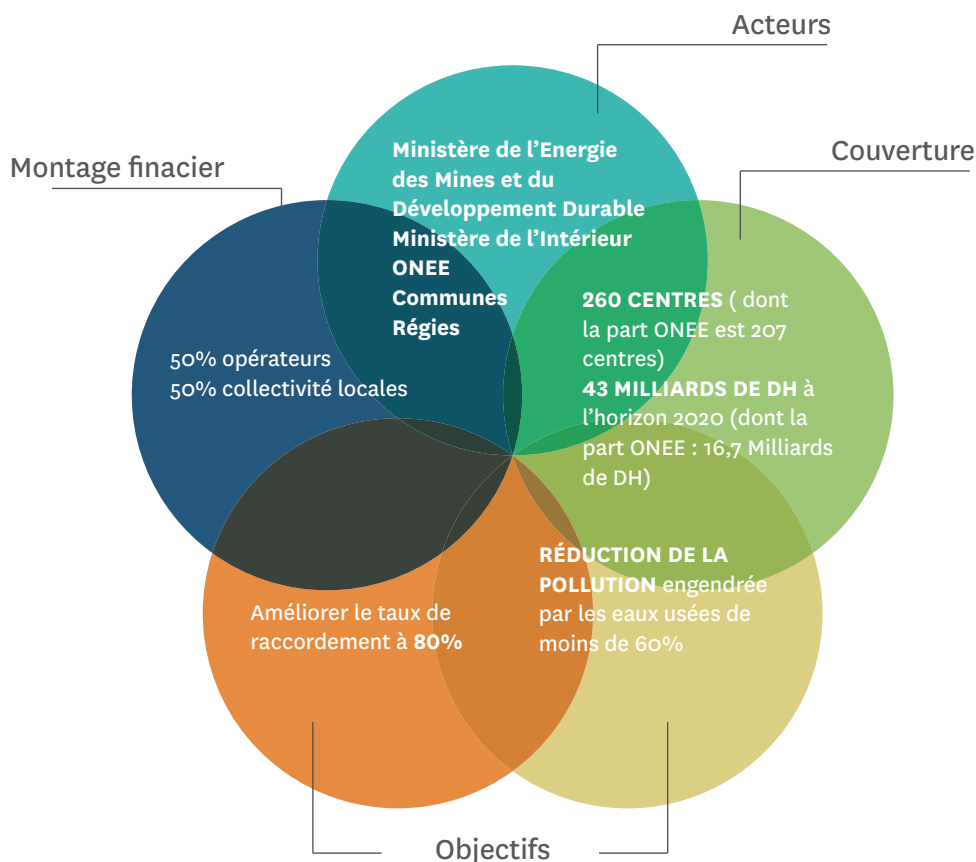 Acteurs
Montage finacier
Couverture
Ministère de l’Energie
des Mines et du
Développement Durable
Ministère de l’Intérieur
ONEE
Communes
Régies
260 CENTRES ( dont
la part ONEE est 207
centres)
43 MILLIARDS DE DH à
l’horizon 2020 (dont la
part ONEE : 16,7 Milliards
de DH)
50% opérateurs
50% collectivité locales
RÉDUCTION DE LA
POLLUTION engendrée
par les eaux usées de
moins de 60%
Améliorer le taux de
raccordement à 80%
Objectifs